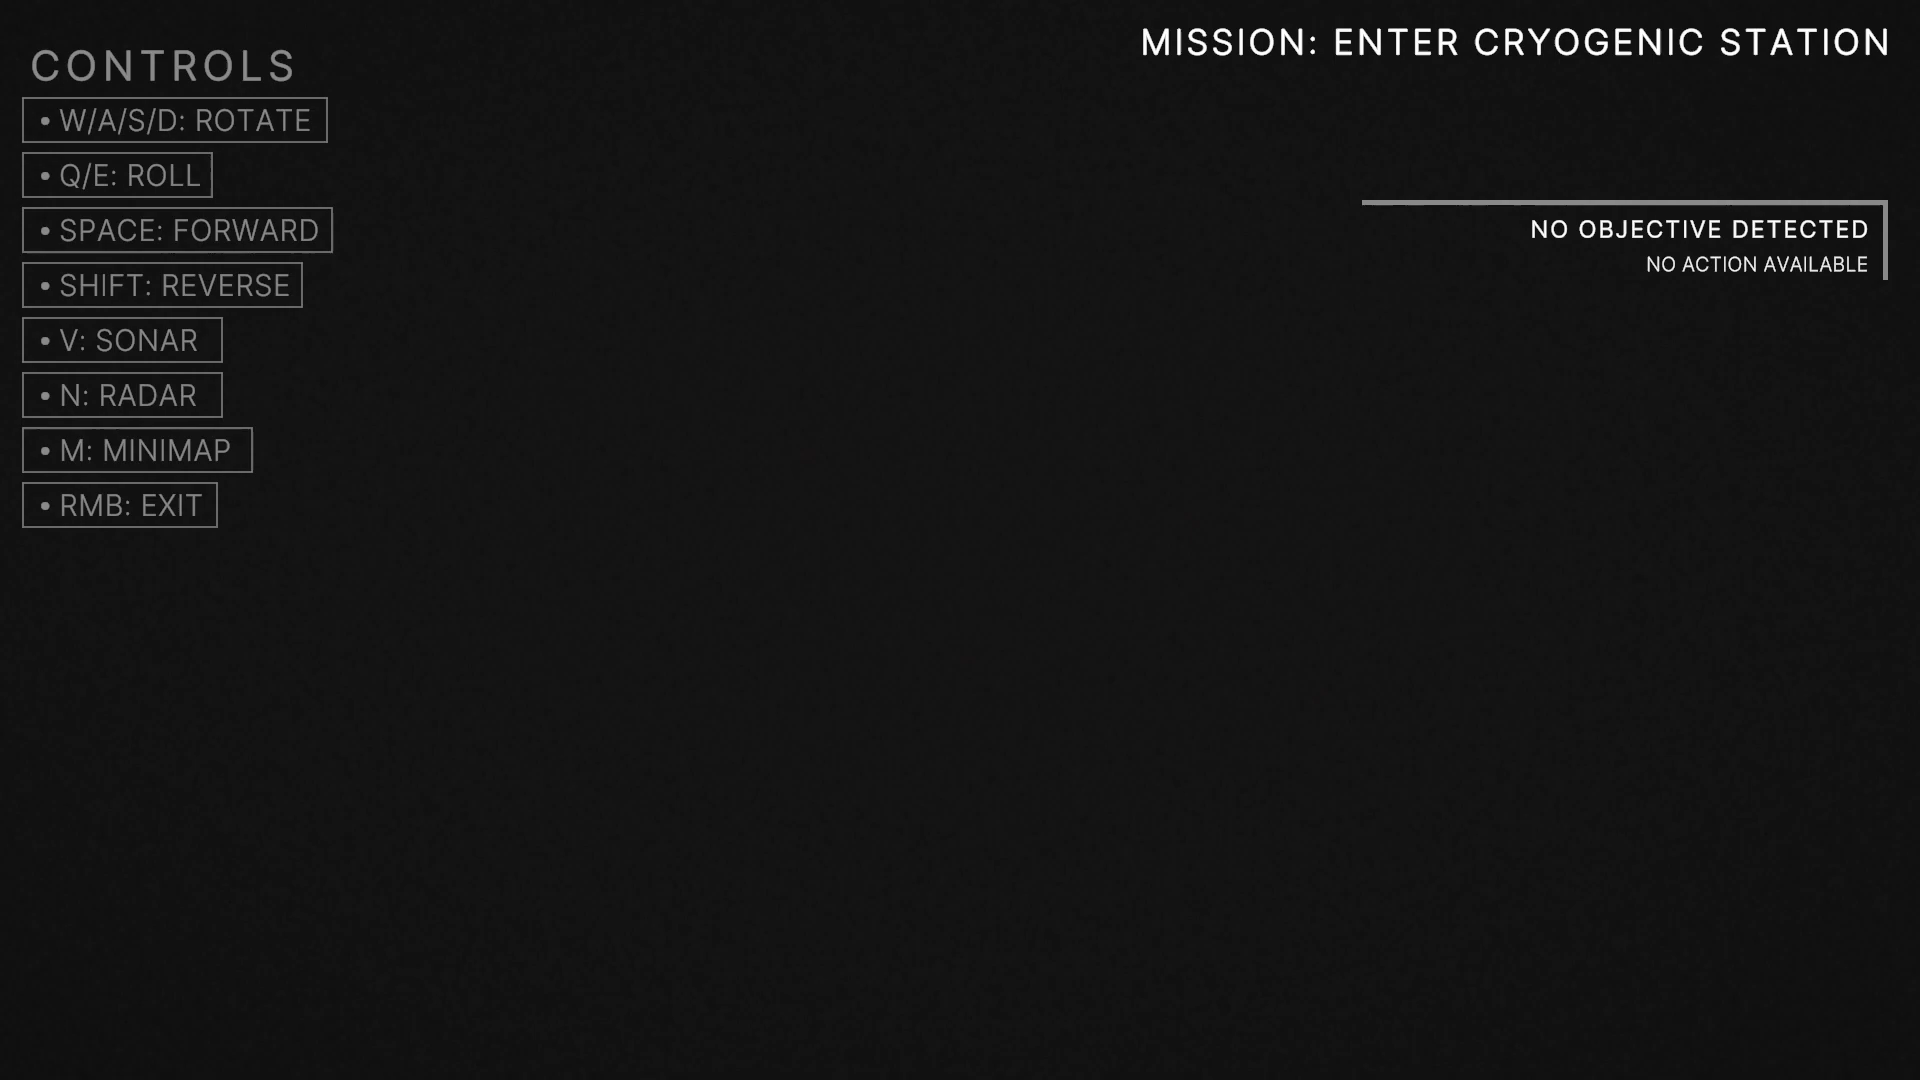 CONTROLS
• W/A/S/D: ROTATE
• Q/E: ROLL
• SPACE: FORWARD
• SHIFT: REVERSE
• V: SONAR
• N: RADAR
• M: MINIMAP
• RMB: EXIT
MISSION: ENTER CRYOGENIC STATION
NO OBJECTIVE DETECTED
NO ACTION AVAILABLE